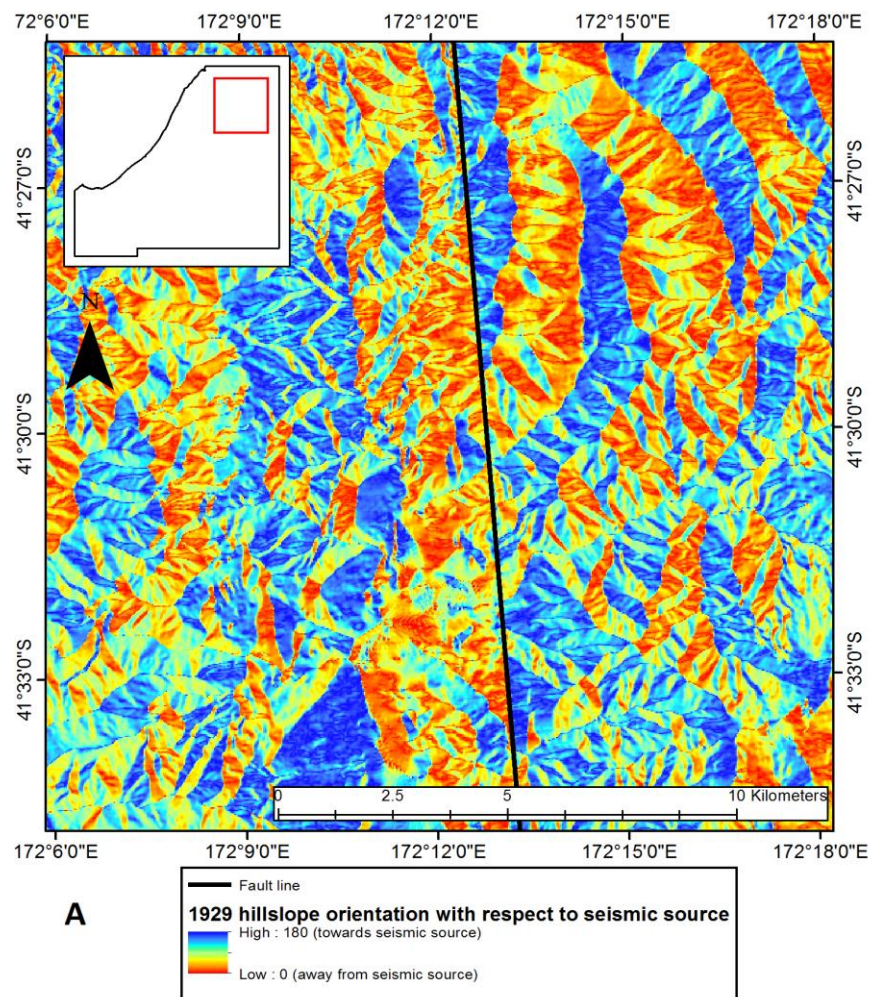 72°6'0"E 172°9'0"E 172°12'0"E 172°15'0"E 172°18'0"E
41°27'0"S 41°27'0"S
N
41°30'0"S 41°30'0"S
41°33'0"S 41°33'0"S
0 2.5 5 10 Kilometers
172°6'0"E 172°9'0"E 172°12'0"E 172°15'0"E 172°18'0"E
Fault line
A
1929 hillslope orientation with respect to seismic source
High : 180 (towards seismic source)
Low : 0 (away from seismic source)